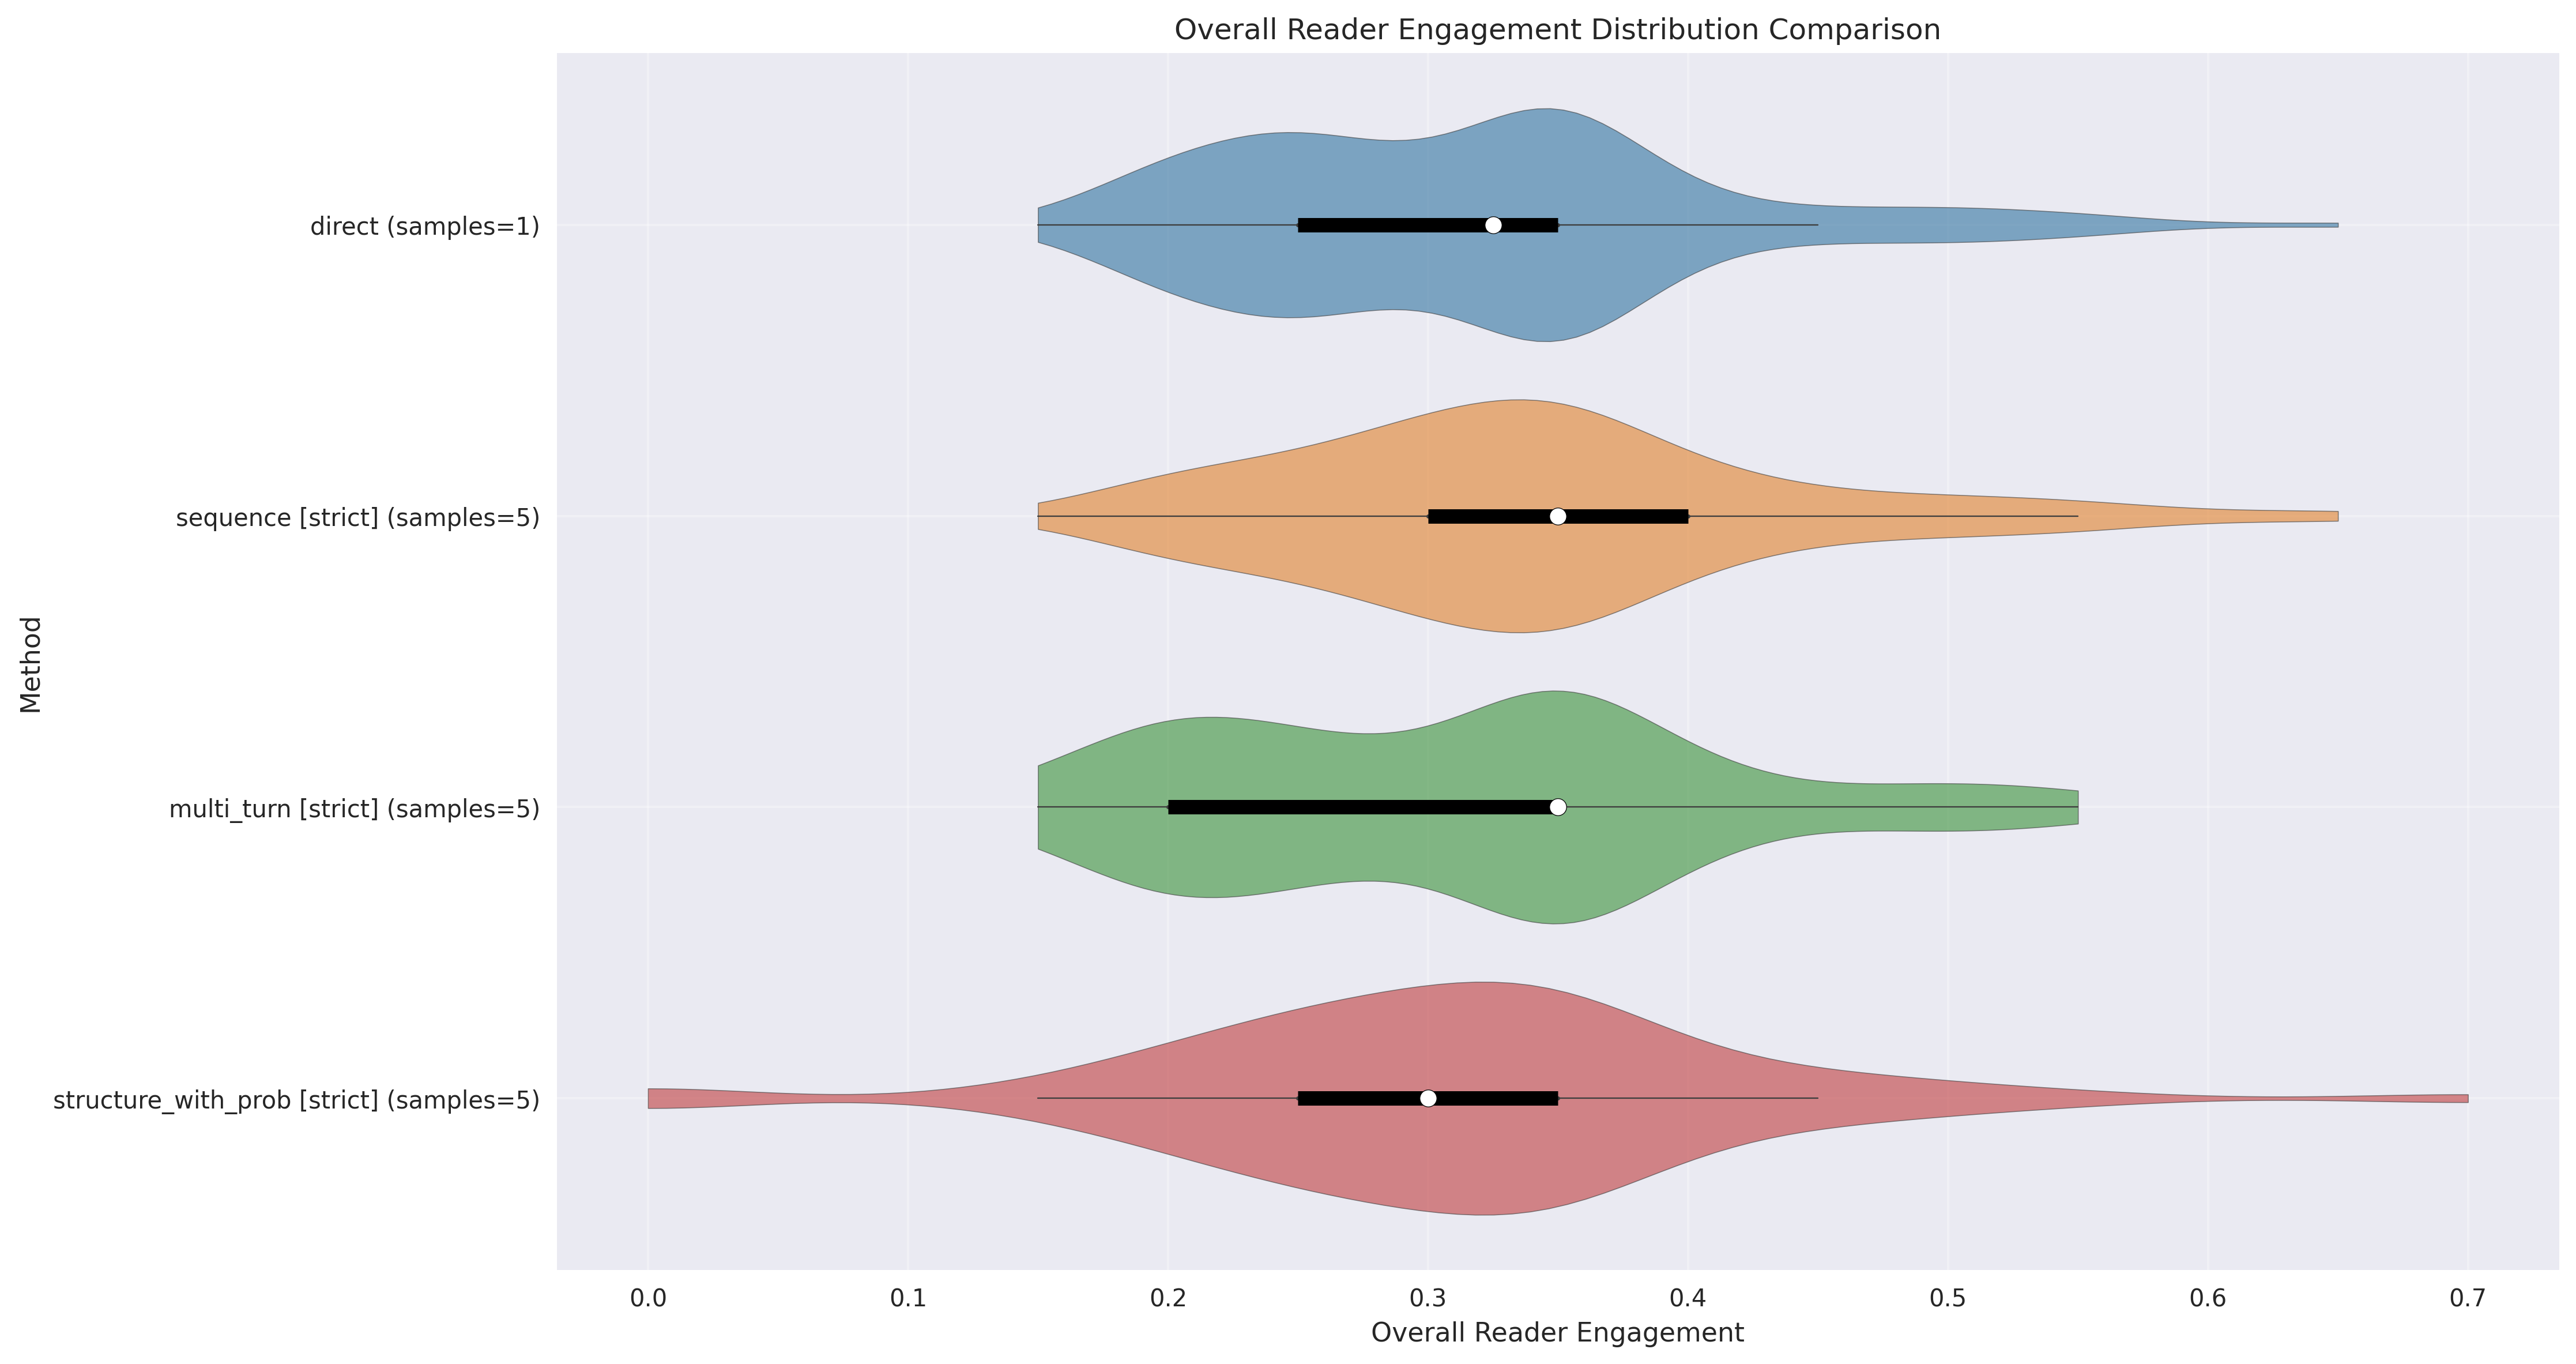 Overall Reader Engagement Distribution Comparison
Method
direct (samples=1)
sequence [strict] (samples=5)
multi_turn [strict] (samples=5)
structure_with_prob [strict] (samples=5)
0.0 0.1 0.2 0.3 0.4 0.5 0.6 0.7
Overall Reader Engagement